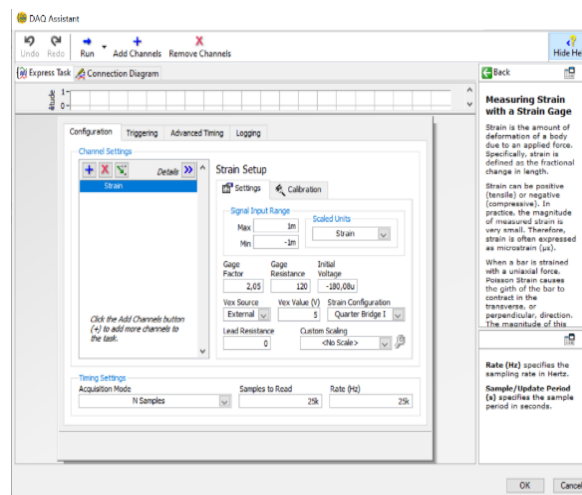 DAQ Assistant
Undo Redo Run Add Channels Remove Channels
Hide He
Express Task Connection Diagram
Back
1-
0-
Configuration Triggering Advanced Timing Logging
Channel Settings
Details
Strain
Click the Add Channels button
(+) to add more channels to
the task.
Strain Setup
Settings Calibration
Signal Input Range
Max 1m
Min -1m
Scaled Units
Strain
Gage Factor
2,05
Gage Resistance
120
Initial Voltage
-180,08u
Vex Source
External
Vex Value (V)
5
Strain Configuration
Quarter Bridge I
Lead Resistance
0
Custom Scaling
<No Scale>
Timing Settings
Acquisition Mode
N Samples
Samples to Read
25k
Rate (Hz)
25k
Measuring Strain
with a Strain Gage
Strain is the amount of
deformation of a body
due to an applied force.
Specifically, strain is
defined as the fractional
change in length.
Strain can be positive
(tensile) or negative
(compressive). In
practice, the magnitude
of measured strain is
very small. Therefore,
strain is often expressed
as microstrain (µs).
When a bar is strained
with a uniaxial force,
Poisson Strain causes
the girth of the bar to
contract in the
transverse, or
perpendicular, direction.
The magnitude of this
Rate (Hz) specifies the
sampling rate in Hertz.
Sample/Update Period
(s) specifies the sample
period in seconds.
OK Cancel